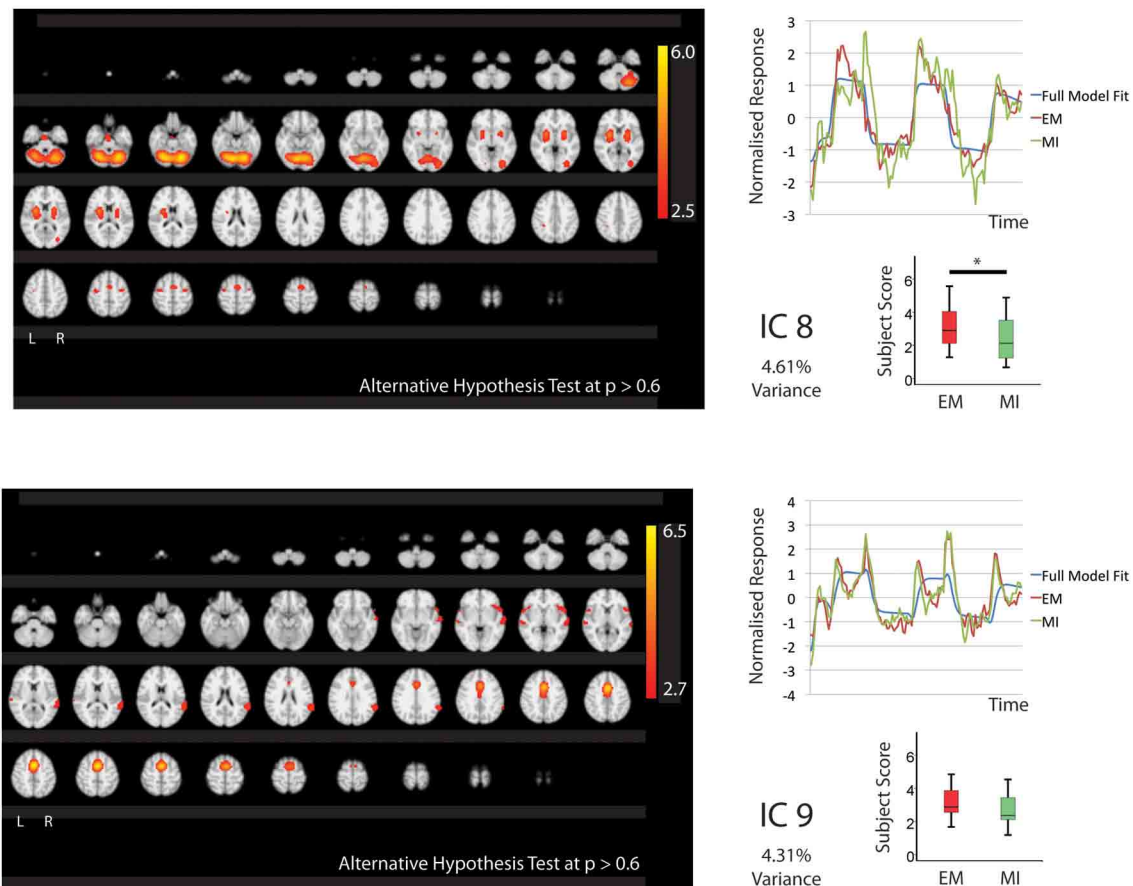 6.0
2.5
L R
Alternative Hypothesis Test at p > 0.6
Normalised Response
3
2
1
0
-1
-2
-3
Time
Full Model Fit
EM
MI
IC 8
4.61%
Variance
Subject Score
6
4
2
0
*
EM MI
6.5
2.7
L R
Alternative Hypothesis Test at p > 0.6
Normalised Response
4
3
2
1
0
-1
-2
-3
-4
Time
Full Model Fit
EM
MI
IC 9
4.31%
Variance
Subject Score
6
4
2
0
EM MI